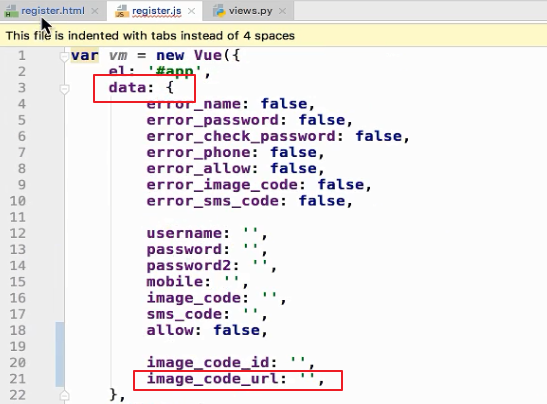 register.html × register.js × views.py ×
This file is indented with tabs instead of 4 spaces
1 var vm = new Vue({
2 el: '#app',
3 data: {
4 error_name: false,
5 error_password: false,
6 error_check_password: false,
7 error_phone: false,
8 error_allow: false,
9 error_image_code: false,
10 error_sms_code: false,
11
12 username: '',
13 password: '',
14 password2: '',
15 mobile: '',
16 image_code: '',
17 sms_code: '',
18 allow: false,
19
20 image_code_id: '',
21 image_code_url: '',
22 },